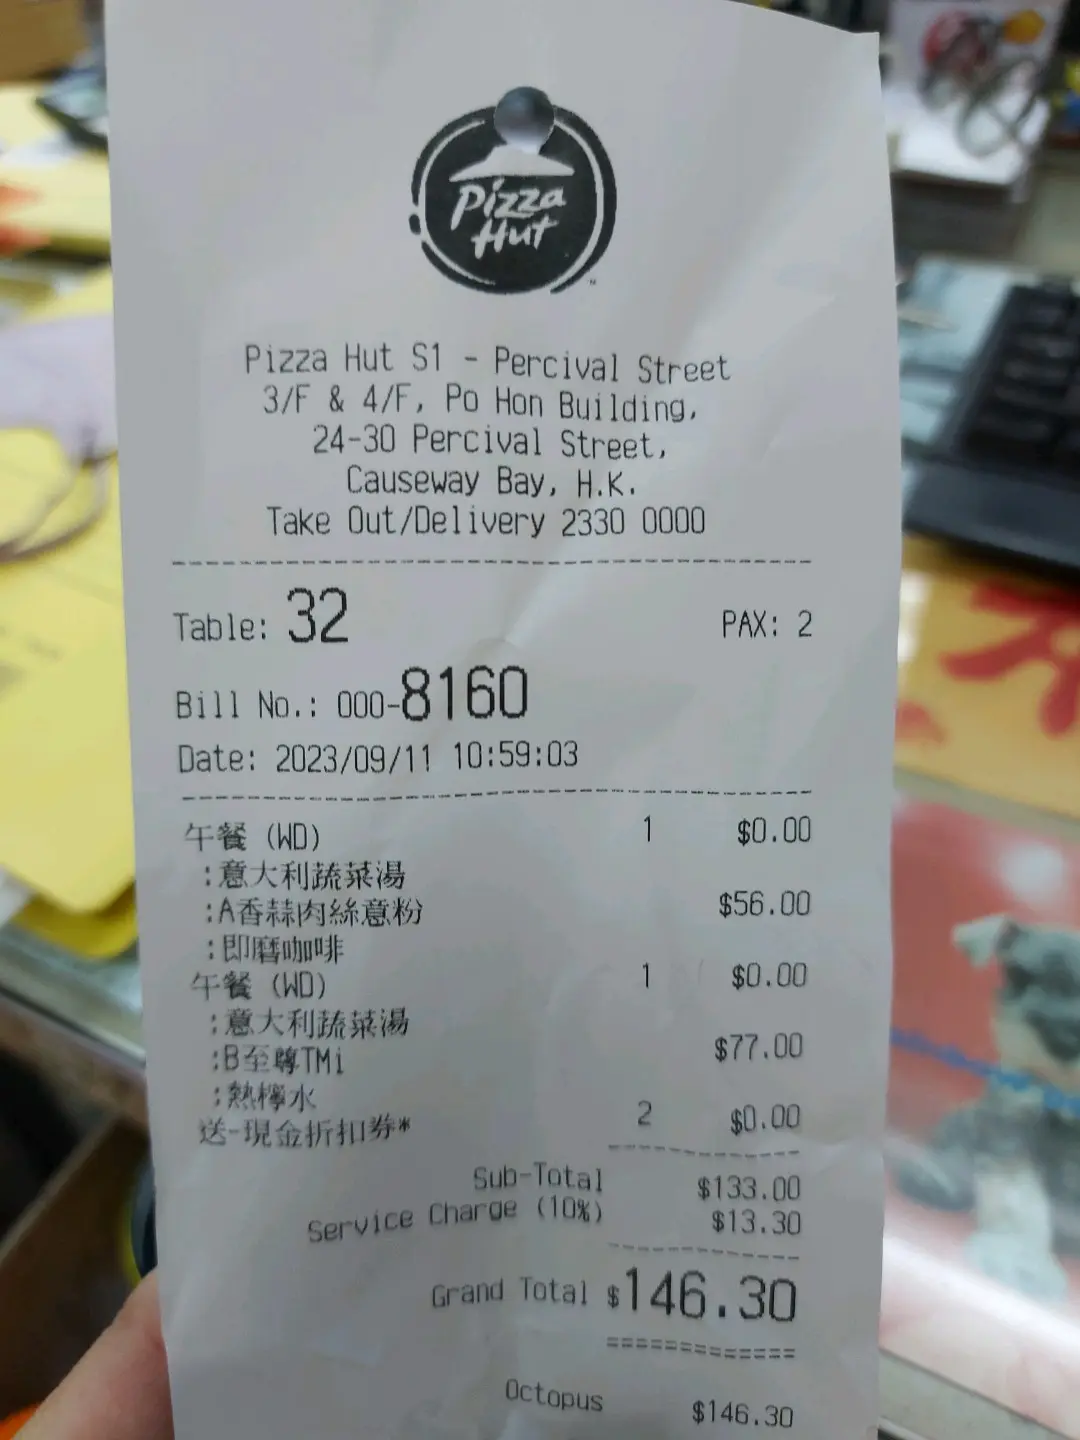 Pizza
Hut
Pizza Hut S1 - Percival Street
3/F & 4/F, Po Hon Building,
24-30 Percival Street,
Causeway Bay, H.K.
Take Out/Delivery 2330 0000
Table: 32 PAX: 2
Bill No.: 000-8160
Date: 2023/09/11 10:59:03
午餐 (WD) 1 $0.00
:意大利蔬菜湯
:A香蒜肉絲意粉 $56.00
:即磨咖啡
午餐 (WD) 1 $0.00
:意大利蔬菜湯
:B至尊TMi $77.00
:熱檸水
送-現金折扣券* 2 $0.00
Sub-Total $133.00
Service Charge (10%) $13.30
Grand Total $146.30
Octopus $146.30